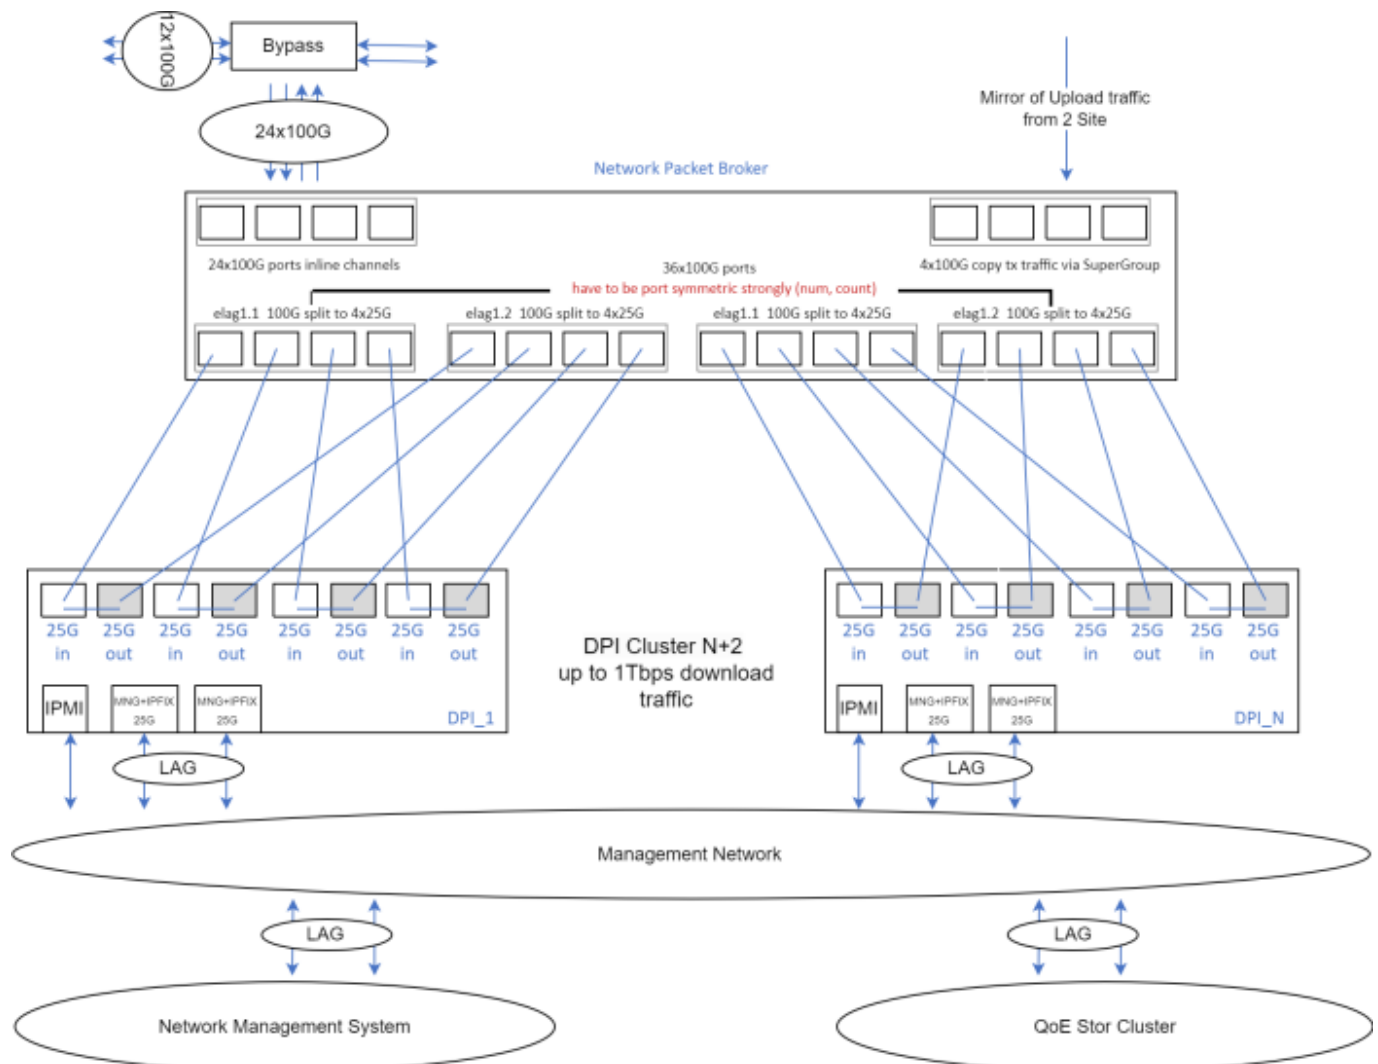 12x100G
Bypass
24x100G
Mirror of Upload traffic
from 2 Site
Network Packet Broker
24x100G ports inline channels
36x100G ports
4x100G copy tx traffic via SuperGroup
have to be port symmetric strongly (num, count)
elag1.1 100G split to 4x25G
elag1.2 100G split to 4x25G
elag1.1 100G split to 4x25G
elag1.2 100G split to 4x25G
25G
in
25G
out
25G
in
25G
out
25G
in
25G
out
25G
in
25G
out
IPMI
MNG+IPFIX
25G
MNG+IPFIX
25G
DPI_1
DPI Cluster N+2
up to 1Tbps download
traffic
25G
in
25G
out
25G
in
25G
out
25G
in
25G
out
25G
in
25G
out
IPMI
MNG+IPFIX
25G
MNG+IPFIX
25G
DPI_N
LAG
LAG
Management Network
LAG
LAG
Network Management System
QoE Stor Cluster